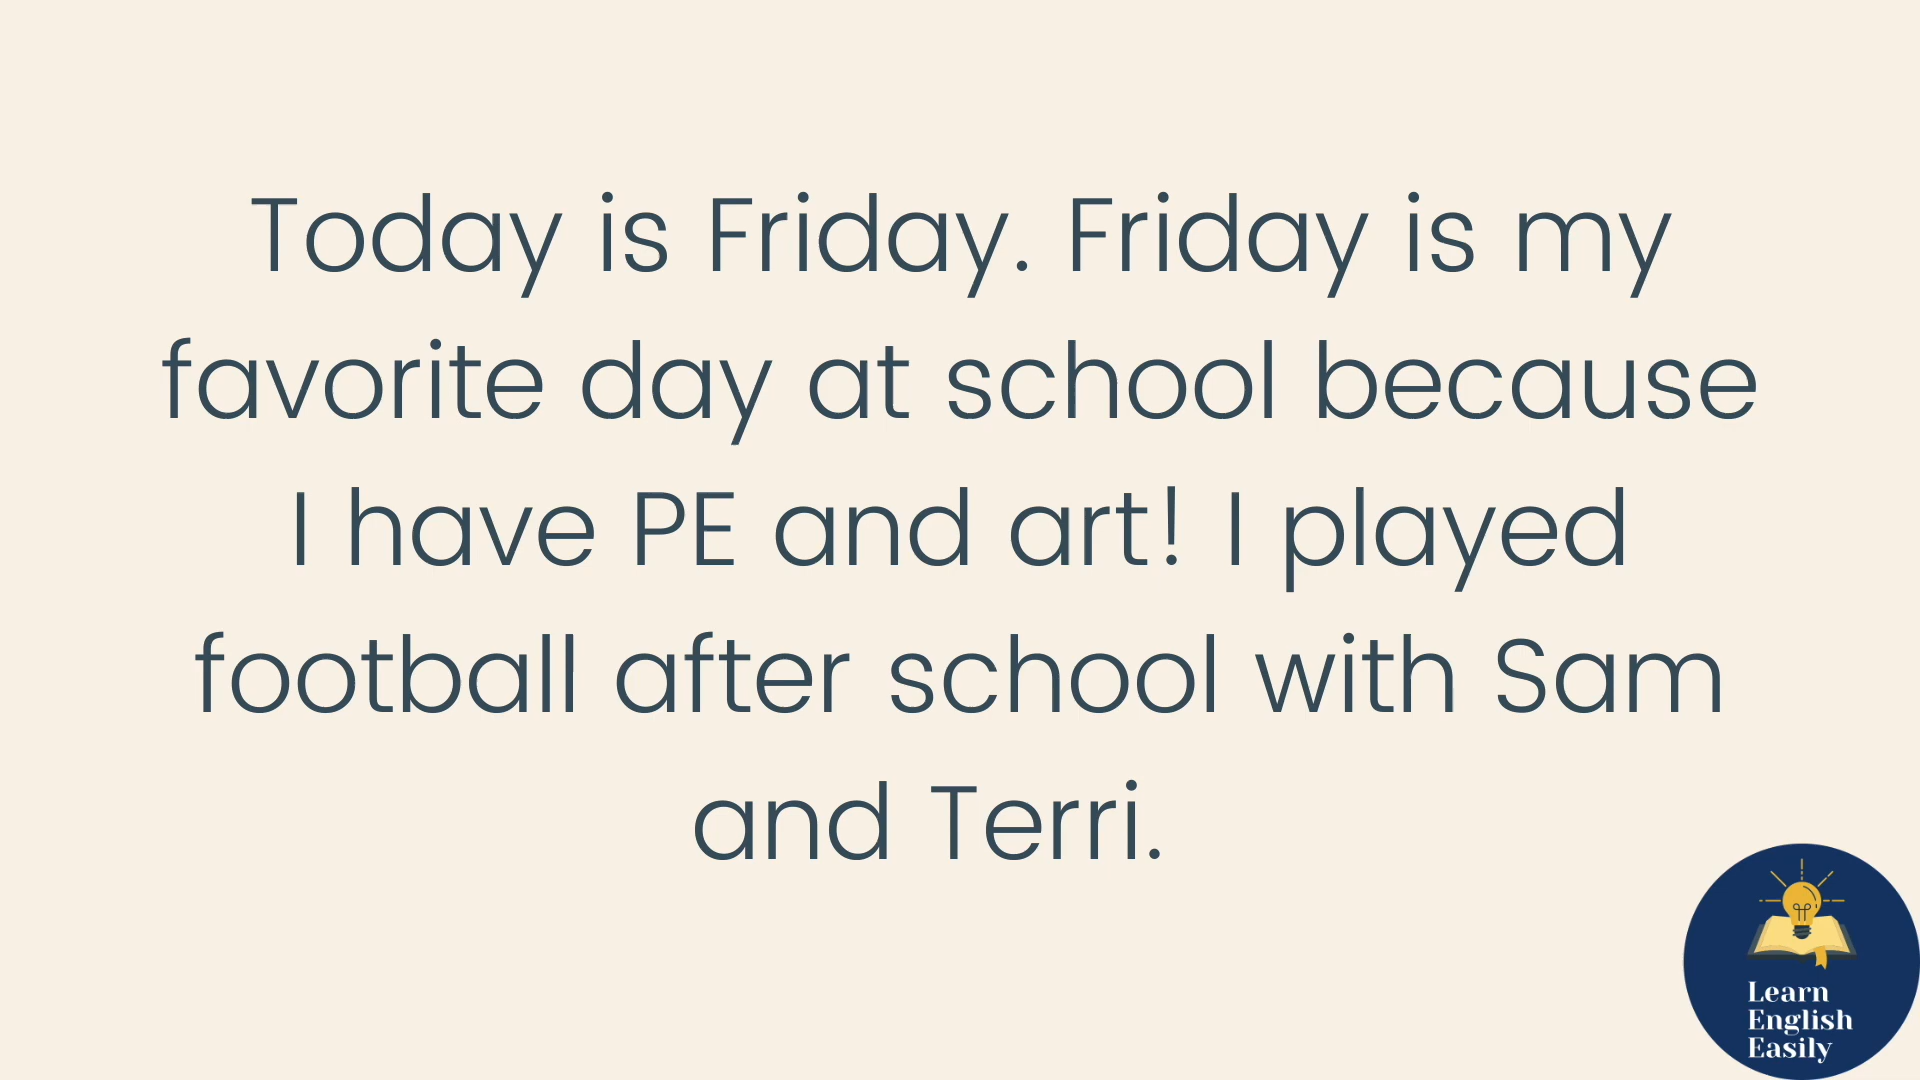 Today is Friday. Friday is my
favorite day at school because
I have PE and art! I played
football after school with Sam
and Terri.
Learn
English
Easily